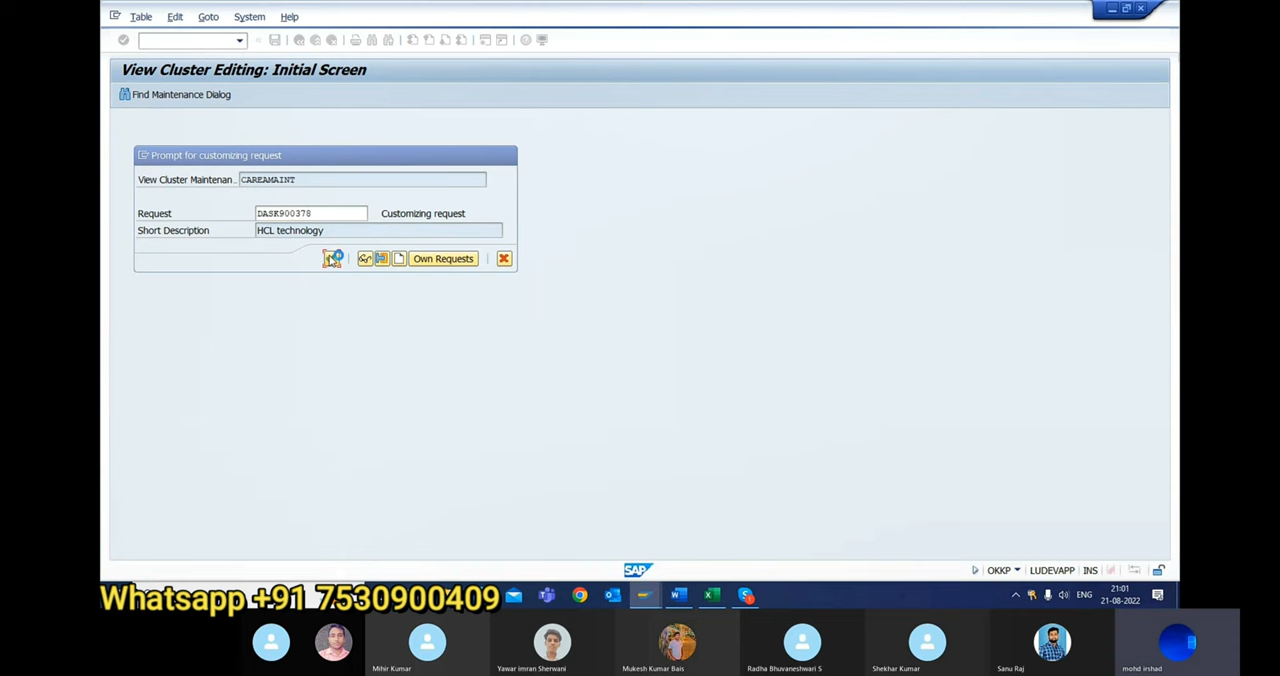 Table Edit Goto System Help
View Cluster Editing: Initial Screen
Find Maintenance Dialog
Prompt for customizing request
View Cluster Maintenan.. CAREAMAINT
Request DASK900378 Customizing request
Short Description HCL technology
Own Requests
SAP
OKKP LUDEVAPP INS
Whatsapp +91 7530900409
ENG
21:01
21-08-2022
Mihir Kumar
Yawar imran Sherwani
Mukesh Kumar Bais
Radha Bhuvaneshwari S
Shekhar Kumar
Sanu Raj
mohd irshad